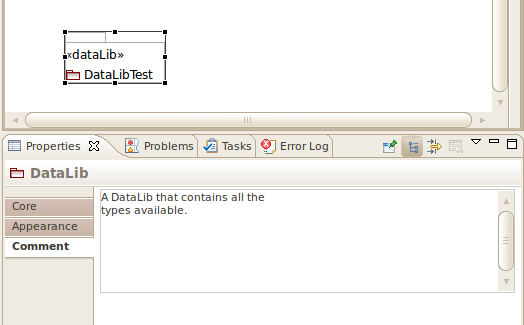 «dataLib»
DataLibTest
Properties Problems Tasks Error Log
DataLib
Core
Appearance
Comment
A DataLib that contains all the
types available.